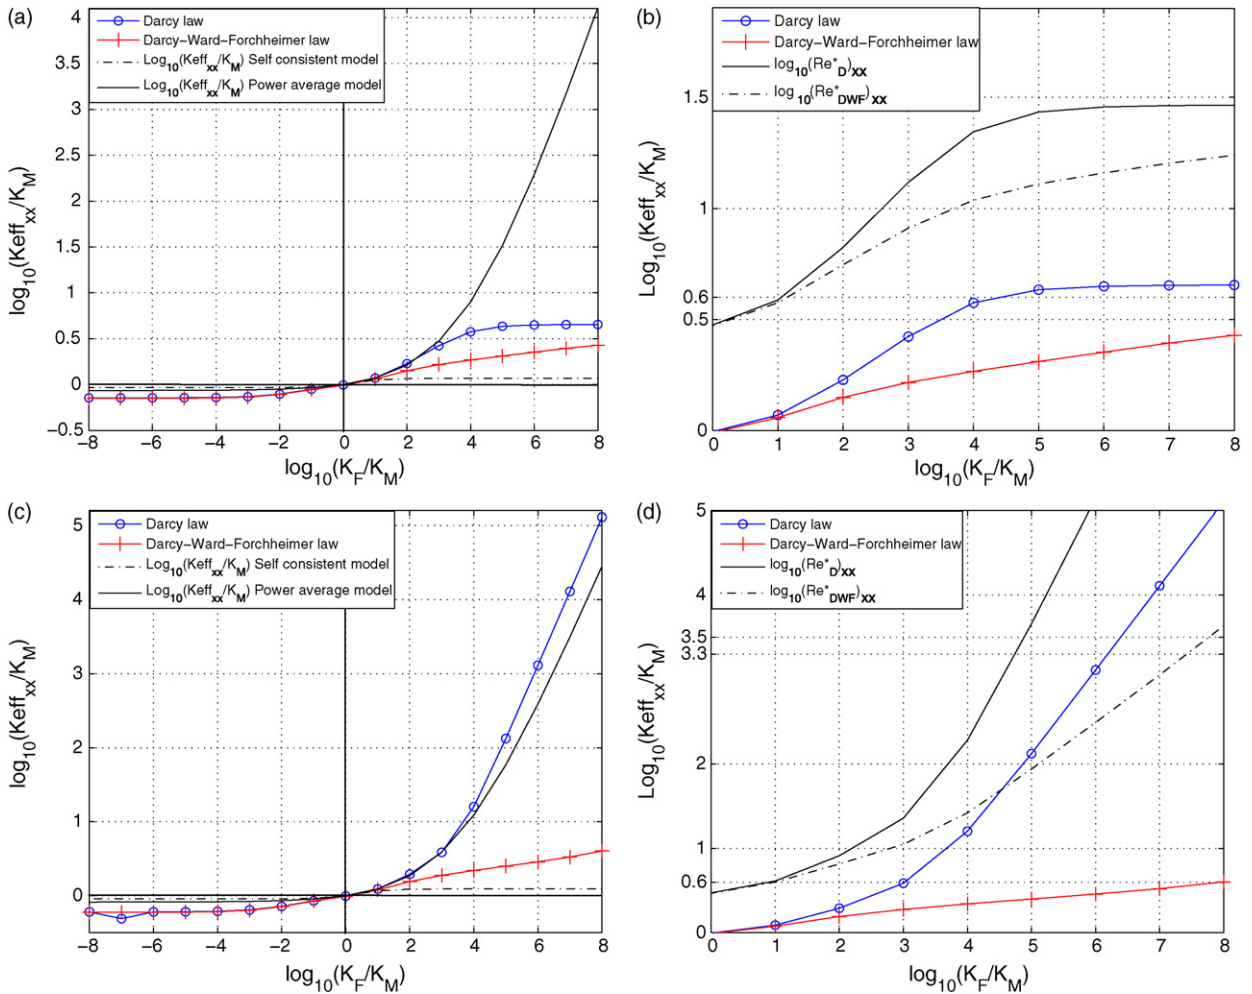 (a)
log10(Keffxx/KM)
4
3.5
3
2.5
2
1.5
1
0.5
0
−0.5
Darcy law
Darcy−Ward−Forchheimer law
Log10(Keffxx/KM) Self consistent model
Log10(Keffxx/KM) Power average model
−8 −6 −4 −2 0 2 4 6 8
log10(KF/KM)
(b)
Log10(Keffxx/KM)
1.5
1
0.6
0.5
0
Darcy law
Darcy−Ward−Forchheimer law
log10(Re*D)xx
log10(Re*DWF)xx
0 1 2 3 4 5 6 7 8
log10(KF/KM)
(c)
log10(Keffxx/KM)
5
4
3
2
1
0
Darcy law
Darcy−Ward−Forchheimer law
Log10(Keffxx/KM) Self consistent model
Log10(Keffxx/KM) Power average model
−8 −6 −4 −2 0 2 4 6 8
log10(KF/KM)
(d)
Log10(Keffxx/KM)
5
4
3.5
3.3
2
1
0.6
0
Darcy law
Darcy−Ward−Forchheimer law
log10(Re*D)xx
log10(Re*DWF)xx
0 1 2 3 4 5 6 7 8
log10(KF/KM)